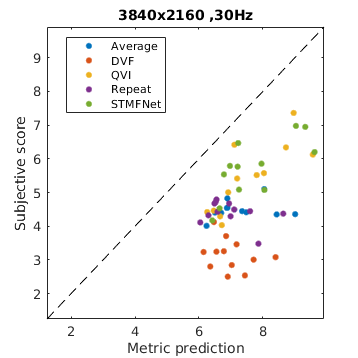 3840x2160 ,30Hz
Average
DVF
QVI
Repeat
STMFNet
Subjective score
9
8
7
6
5
4
3
2
2
4
6
8
Metric prediction